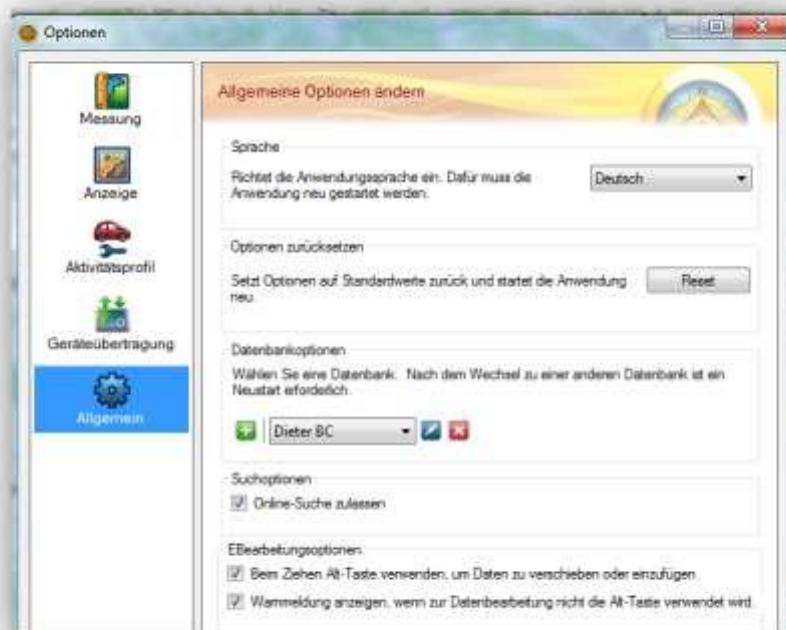 Optionen
Messung
Anzeige
Aktivitätsprofil
Geräteübertragung
Allgemein
Allgemeine Optionen ändern
Sprache
Richtet die Anwendungssprache ein. Dafür muss die
Anwendung neu gestartet werden.
Deutsch
Optionen zurücksetzen
Setzt Optionen auf Standardwerte zurück und startet die Anwendung
neu.
Reset
Datenbankoptionen
Wählen Sie eine Datenbank. Nach dem Wechsel zu einer anderen Datenbank ist ein
Neustart erforderlich.
Dieter BC
Suchoptionen
Online-Suche zulassen
EBearbeitungsoptionen
Beim Ziehen Alt-Taste verwenden, um Daten zu verschieben oder einzufügen
Warnmeldung anzeigen, wenn zur Datenbearbeitung nicht die Alt-Taste verwendet wird